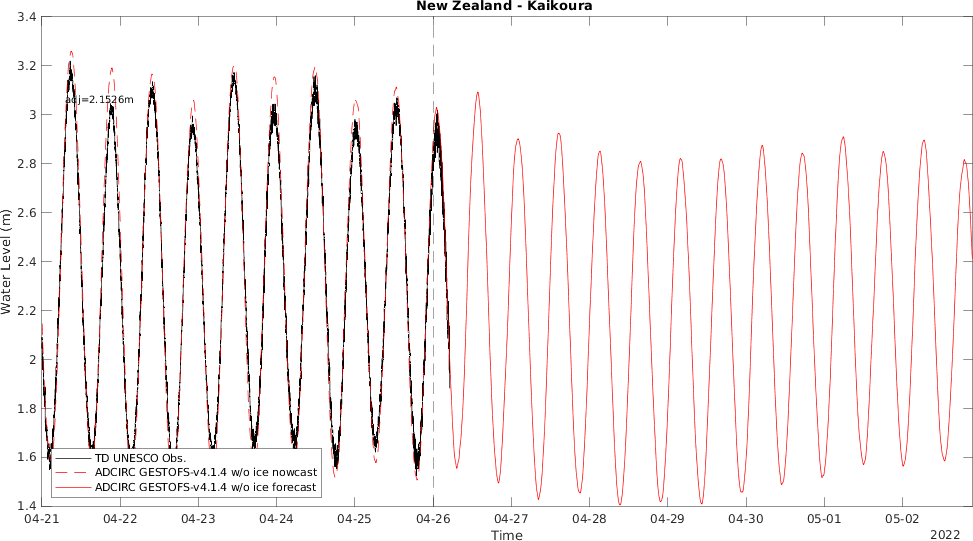 New Zealand - Kaikoura
3.4
3.2
3
2.8
2.6
2.4
2.2
2
1.8
1.6
1.4
Water Level (m)
adj=2.1526m
TD UNESCO Obs.
ADCIRC GESTOFS-v4.1.4 w/o ice nowcast
ADCIRC GESTOFS-v4.1.4 w/o ice forecast
04-21 04-22 04-23 04-24 04-25 04-26 04-27 04-28 04-29 04-30 05-01 05-02
Time
2022